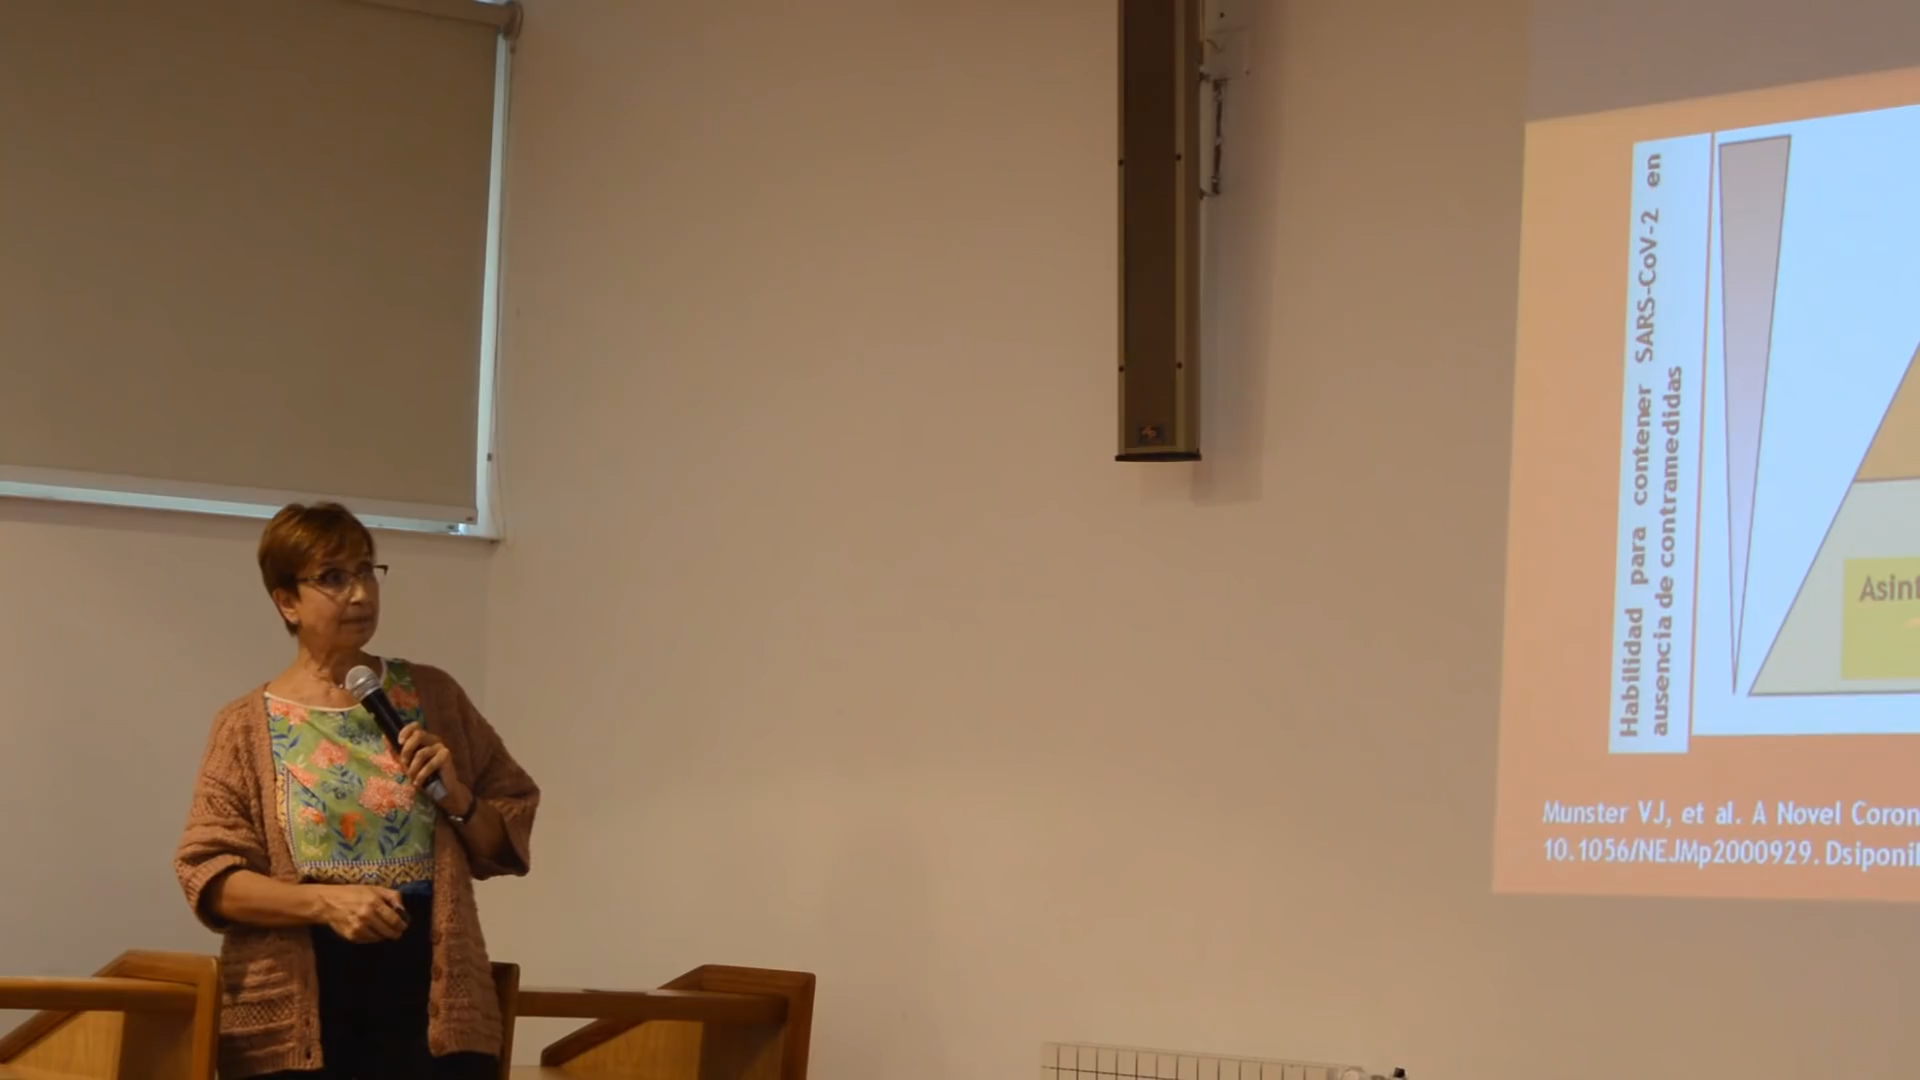 Habilidad para contener SARS-CoV-2 en
ausencia de contramedidas
Asint
Munster VJ, et al. A Novel Coron
10.1056/NEJMp2000929. Dsiponil